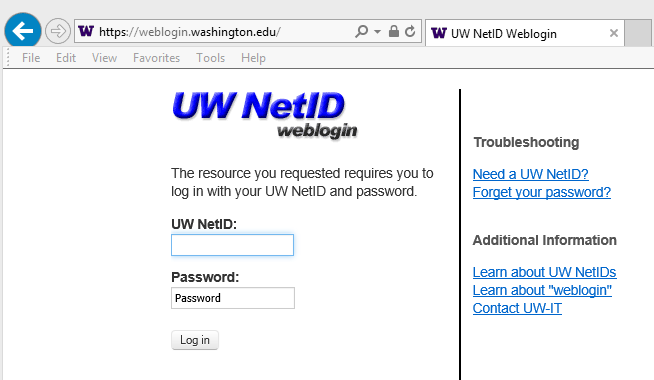 https://weblogin.washington.edu/
UW NetID Weblogin
File Edit View Favorites Tools Help
UW NetID
weblogin
The resource you requested requires you to
log in with your UW NetID and password.
UW NetID:
Password:
Password
Log in
Troubleshooting
Need a UW NetID?
Forget your password?
Additional Information
Learn about UW NetIDs
Learn about "weblogin"
Contact UW-IT